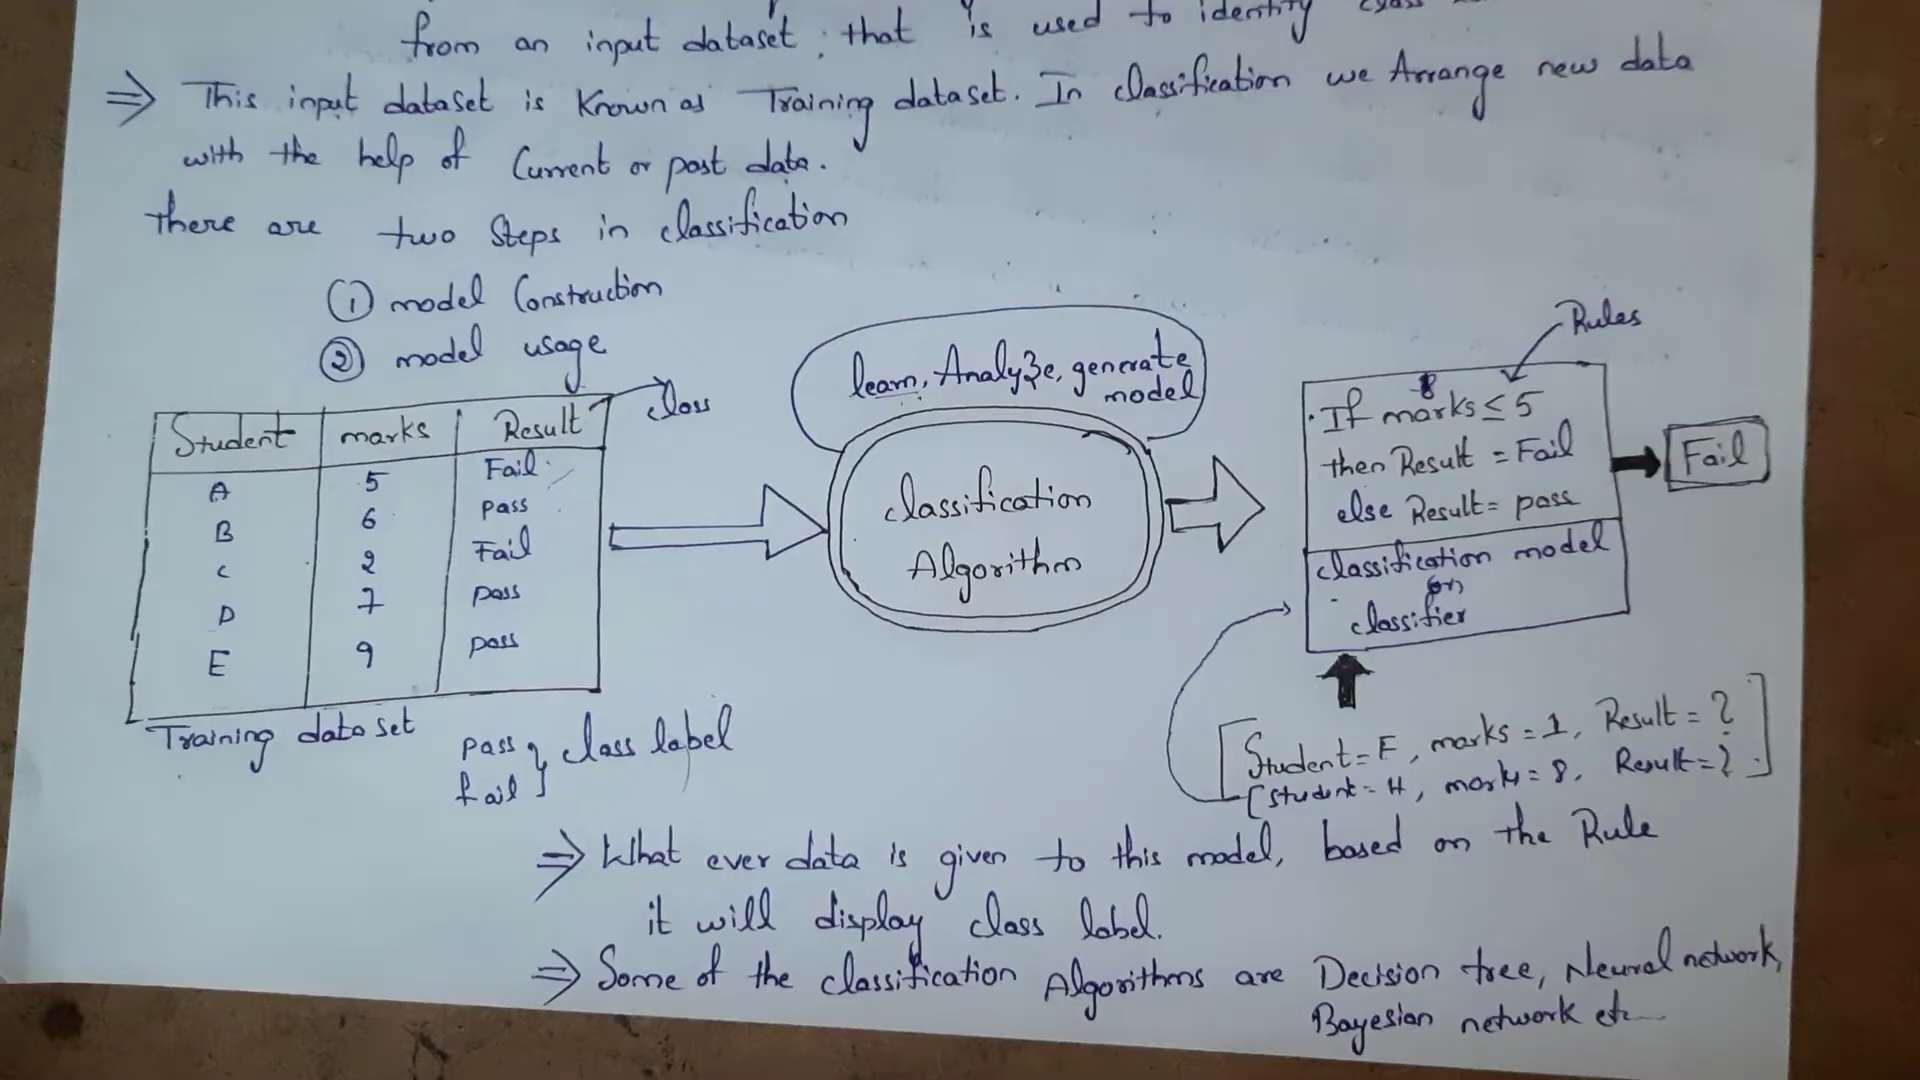 from an input dataset, that is used to identify class
⇒ This input dataset is Known as Training dataset. In classification we Arrange new data
with the help of Current or past data.
there are two Steps in classification
① model Construction
② model usage
class
Student marks Result
A 5 Fail
B 6 pass
C 2 Fail
D 7 pass
E 9 pass
Training dataset
pass
fail } class label
learn, Analyze, generate
model
classification
Algorithm
Rules
8
If marks ≤ 5
then Result = Fail
else Result = pass
classification model
or
classifier
Fail
[Student = F, marks = 1, Result = ?]
[Student = H, marks = 8, Result = ?]
⇒ What ever data is given to this model, based on the Rule
it will display class label.
⇒ Some of the classification Algorithms are Decision tree, Neural network,
Bayesian network etc